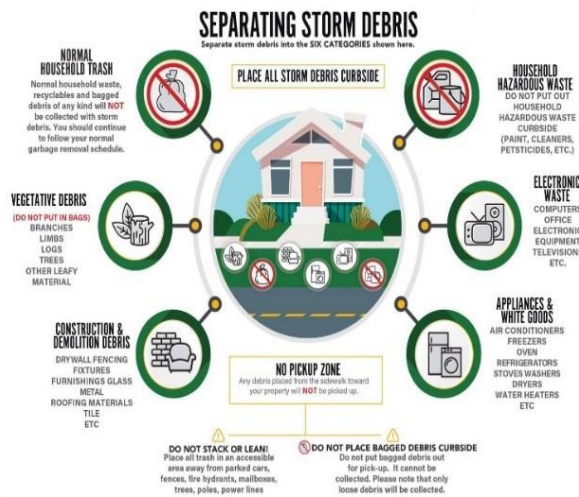 SEPARATING STORM DEBRIS
Separate storm debris into the SIX CATEGORIES shown here.
PLACE ALL STORM DEBRIS CURBSIDE
NORMAL
HOUSEHOLD TRASH
Normal household waste,
recyclables and bagged
debris of any kind will NOT
be collected with storm
debris. You should continue
to follow your normal
garbage removal schedule.
HOUSEHOLD
HAZARDOUS WASTE
DO NOT PUT OUT
HOUSEHOLD
HAZARDOUS WASTE
CURBSIDE
(PAINT, CLEANERS,
PETSTICIDES, ETC.)
VEGETATIVE DEBRIS
(DO NOT PUT IN BAGS)
BRANCHES
LIMBS
LOGS
TREES
OTHER LEAFY
MATERIAL
ELECTRONIC
WASTE
COMPUTERS
OFFICE
ELECTRONIC
EQUIPMENT
TELEVISION
ETC.
CONSTRUCTION &
DEMOLITION DEBRIS
DRYWALL FENCING
FIXTURES
FURNISHINGS GLASS
METAL
ROOFING MATERIALS
TILE
ETC
APPLIANCES &
WHITE GOODS
AIR CONDITIONERS
FREEZERS
OVEN
REFRIGERATORS
STOVES WASHERS
DRYERS
WATER HEATERS
ETC
NO PICKUP ZONE
Any debris placed from the sidewalk toward
your property will NOT be picked up.
DO NOT STACK OR LEAN!
Place all trash in an accessible
area away from parked cars,
fences, fire hydrants, mailboxes,
trees, poles, power lines
DO NOT PLACE BAGGED DEBRIS CURBSIDE
Do not put bagged debris out
for pick-up. It cannot be
collected. Please note that only
loose debris will be collected.